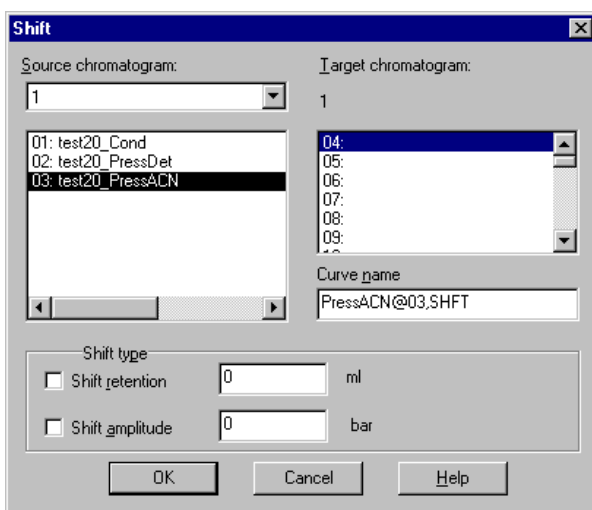 Shift
Source chromatogram:
1
01: test20_Cond
02: test20_PressDet
03: test20_PressACN
Target chromatogram:
1
04:
05:
06:
07:
08:
09:
Curve name
PressACN@03,SHFT
Shift type
Shift retention 0 ml
Shift amplitude 0 bar
OK Cancel Help